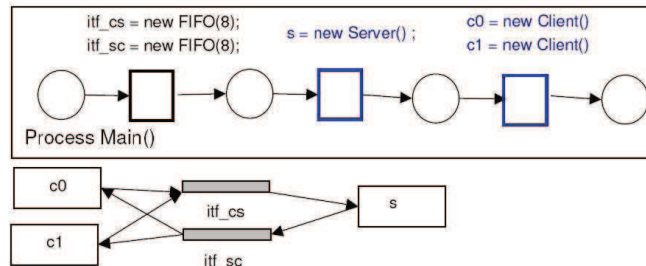 itf_cs = new FIFO(8);
itf_sc = new FIFO(8);
s = new Server() ;
c0 = new Client()
c1 = new Client()
Process Main()
c0
itf_cs
s
c1
itf_sc